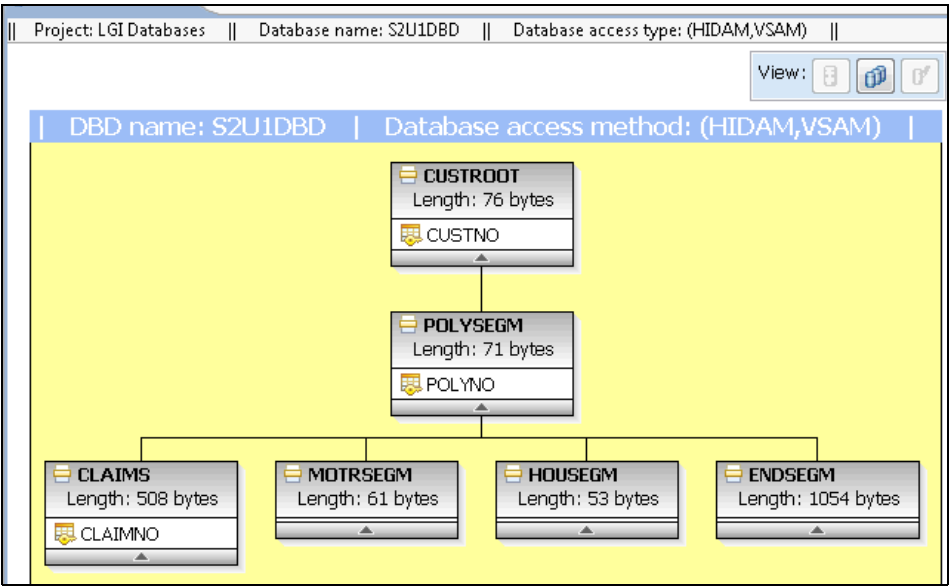 || Project: LGI Databases || Database name: S2U1DBD || Database access type: (HIDAM,VSAM) ||
View:
| DBD name: S2U1DBD | Database access method: (HIDAM,VSAM) |
CUSTROOT
Length: 76 bytes
CUSTNO
POLYSEGM
Length: 71 bytes
POLYNO
CLAIMS
Length: 508 bytes
CLAIMNO
MOTRSEGM
Length: 61 bytes
HOUSEGM
Length: 53 bytes
ENDSEGM
Length: 1054 bytes